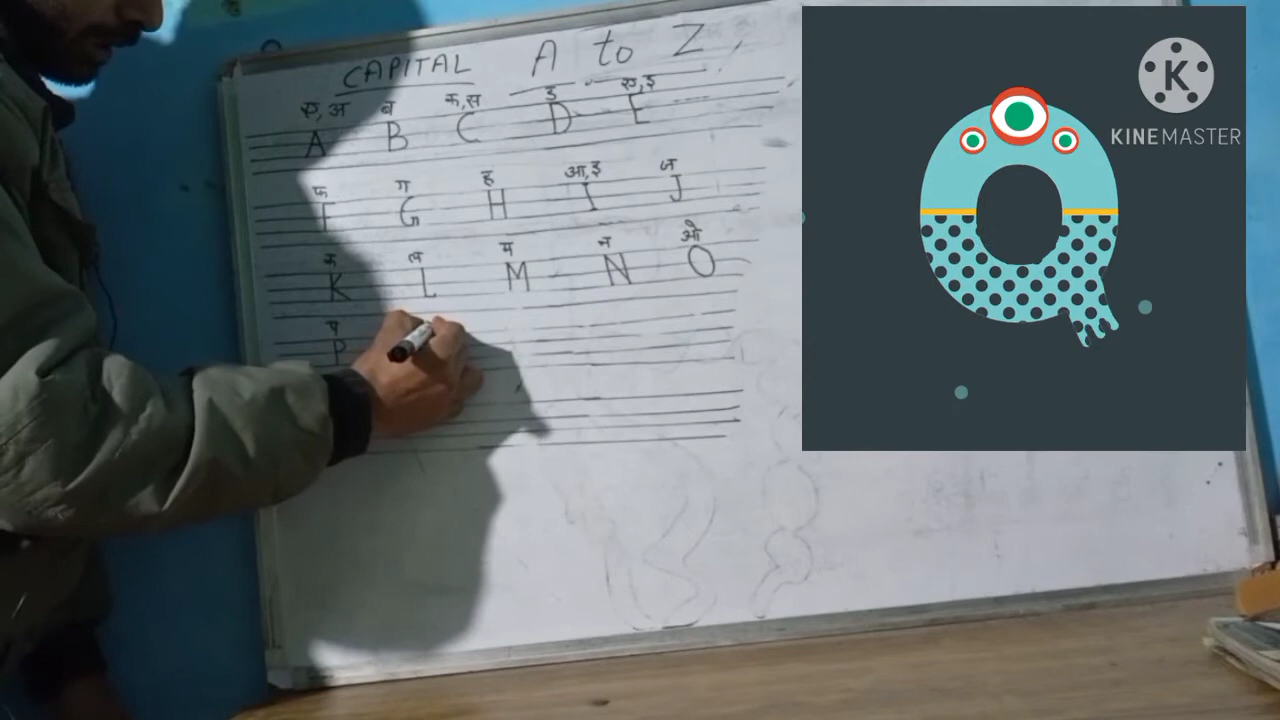 CAPITAL A to Z
ए,अ ब क,स ड ए,इ
A B C D E
फ ग ह आ,इ ज
F G H I J
क ल म न ओ
K L M N O
प
P
Q
K
KINEMASTER